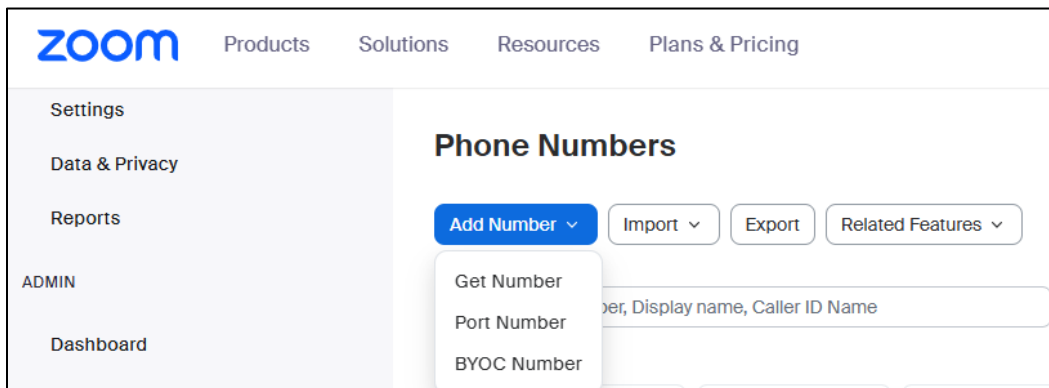 zoom Products Solutions Resources Plans & Pricing
Settings
Data & Privacy
Reports
ADMIN
Dashboard
Phone Numbers
Add Number Import Export Related Features
Get Number
Port Number
BYOC Number
Display name, Caller ID Name